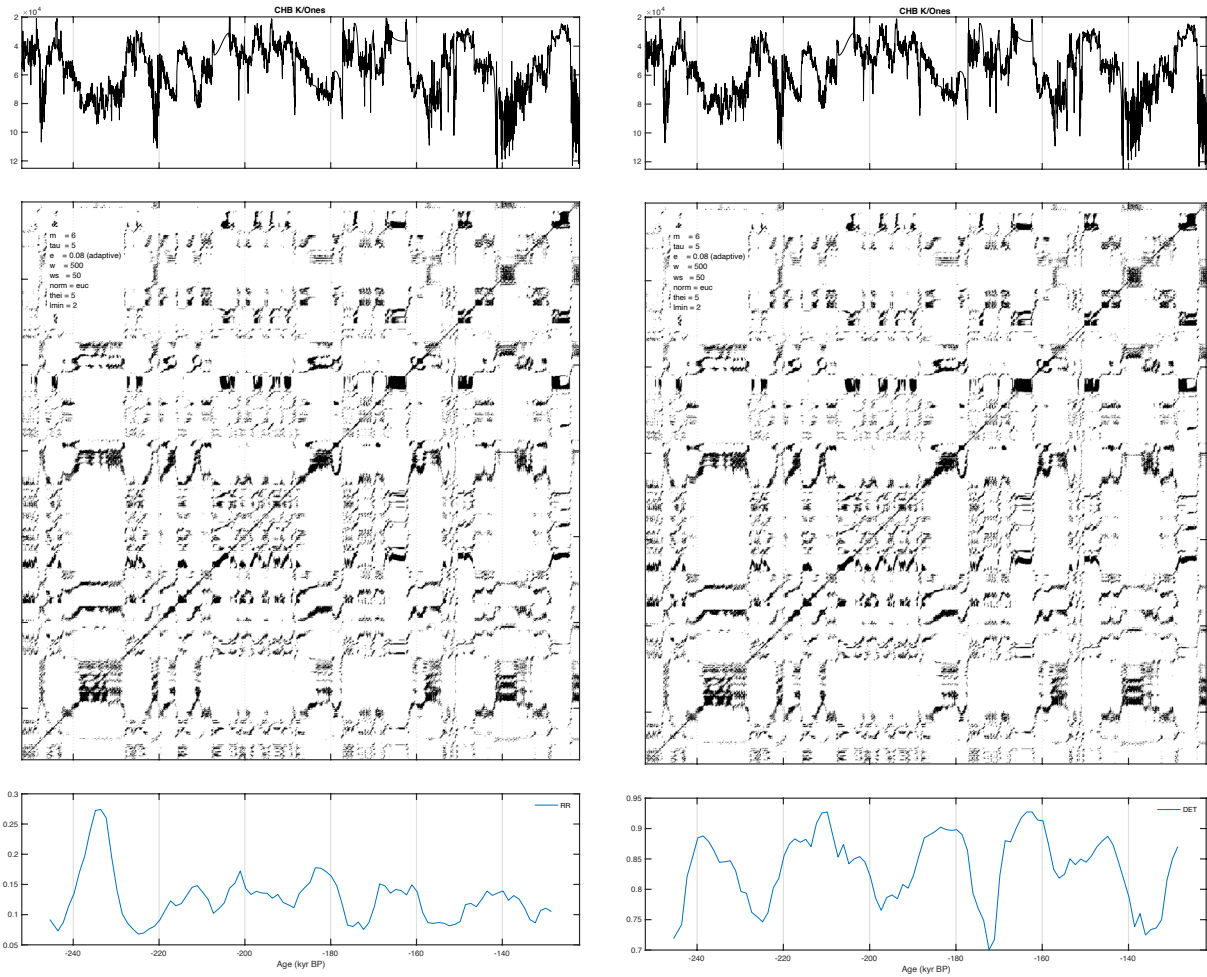 CHB K/Ones
×10⁴
2
4
6
8
10
12
m = 6
tau = 5
e = 0.08 (adaptive)
w = 500
ws = 50
norm = euc
thei = 5
lmin = 2
0.3
0.25
0.2
0.15
0.1
0.05
RR
-240 -220 -200 -180 -160 -140
Age (kyr BP)
CHB K/Ones
×10⁴
2
4
6
8
10
12
m = 6
tau = 5
e = 0.08 (adaptive)
w = 500
ws = 50
norm = euc
thei = 5
lmin = 2
0.95
0.9
0.85
0.8
0.75
0.7
DET
-240 -220 -200 -180 -160 -140
Age (kyr BP)